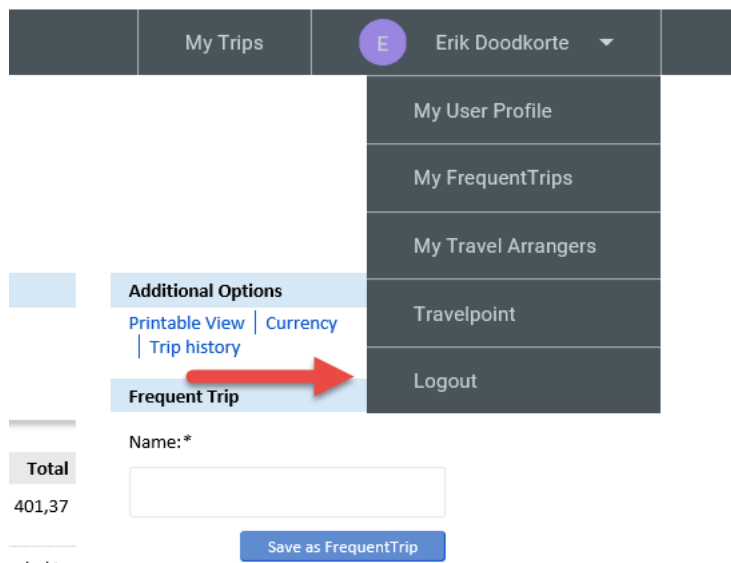 My Trips
E
Erik Doodkorte
My User Profile
My FrequentTrips
My Travel Arrangers
Travelpoint
Logout
Additional Options
Printable View | Currency
| Trip history
Frequent Trip
Name:*
Total
401,37
Save as FrequentTrip